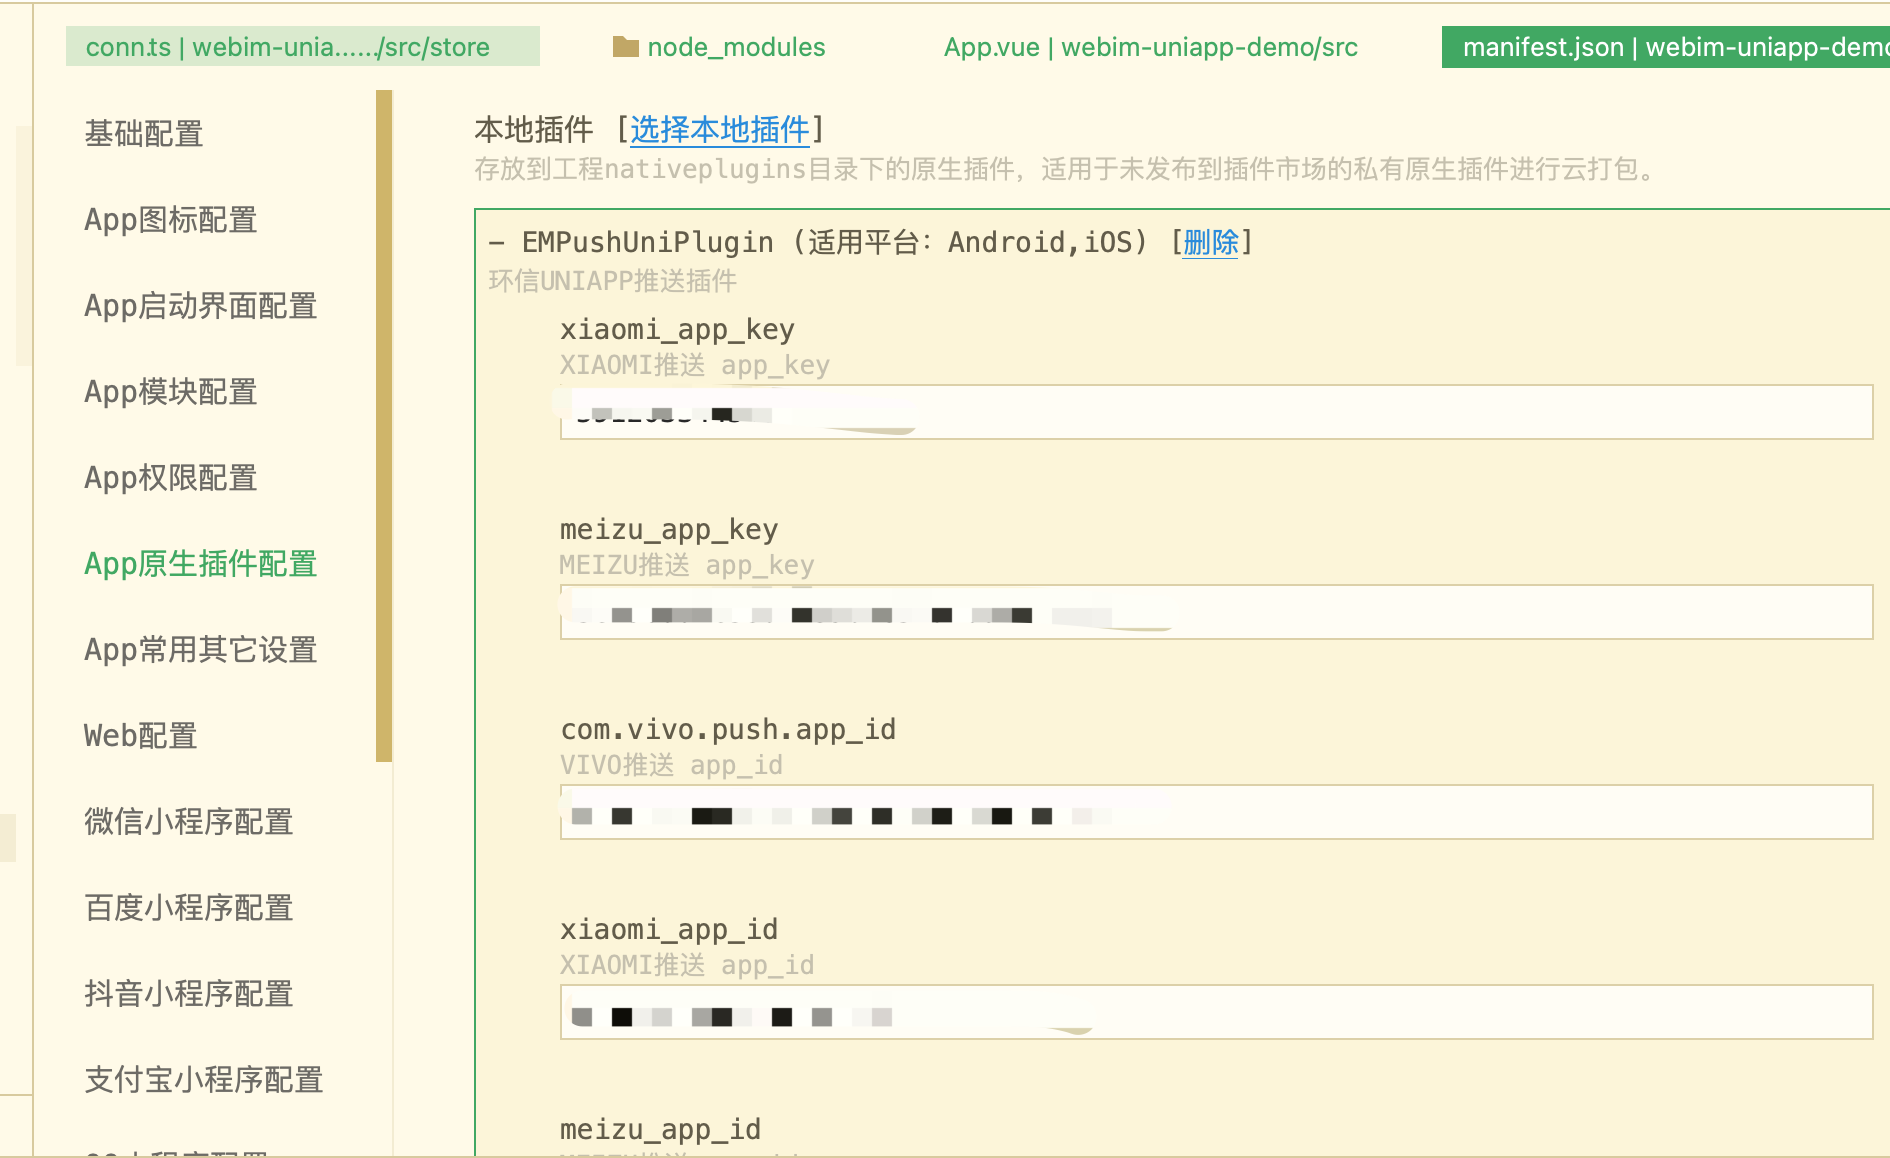 conn.ts | webim-unia....../src/store
node_modules
App.vue | webim-uniapp-demo/src
manifest.json | webim-uniapp-demo
基础配置
App图标配置
App启动界面配置
App模块配置
App权限配置
App原生插件配置
App常用其它设置
Web配置
微信小程序配置
百度小程序配置
抖音小程序配置
支付宝小程序配置
本地插件 [选择本地插件]
存放到工程nativeplugins目录下的原生插件，适用于未发布到插件市场的私有原生插件进行云打包。
- EMPushUniPlugin (适用平台：Android,iOS) [删除]
环信UNIAPP推送插件
xiaomi_app_key
XIAOMI推送 app_key
meizu_app_key
MEIZU推送 app_key
com.vivo.push.app_id
VIVO推送 app_id
xiaomi_app_id
XIAOMI推送 app_id
meizu_app_id